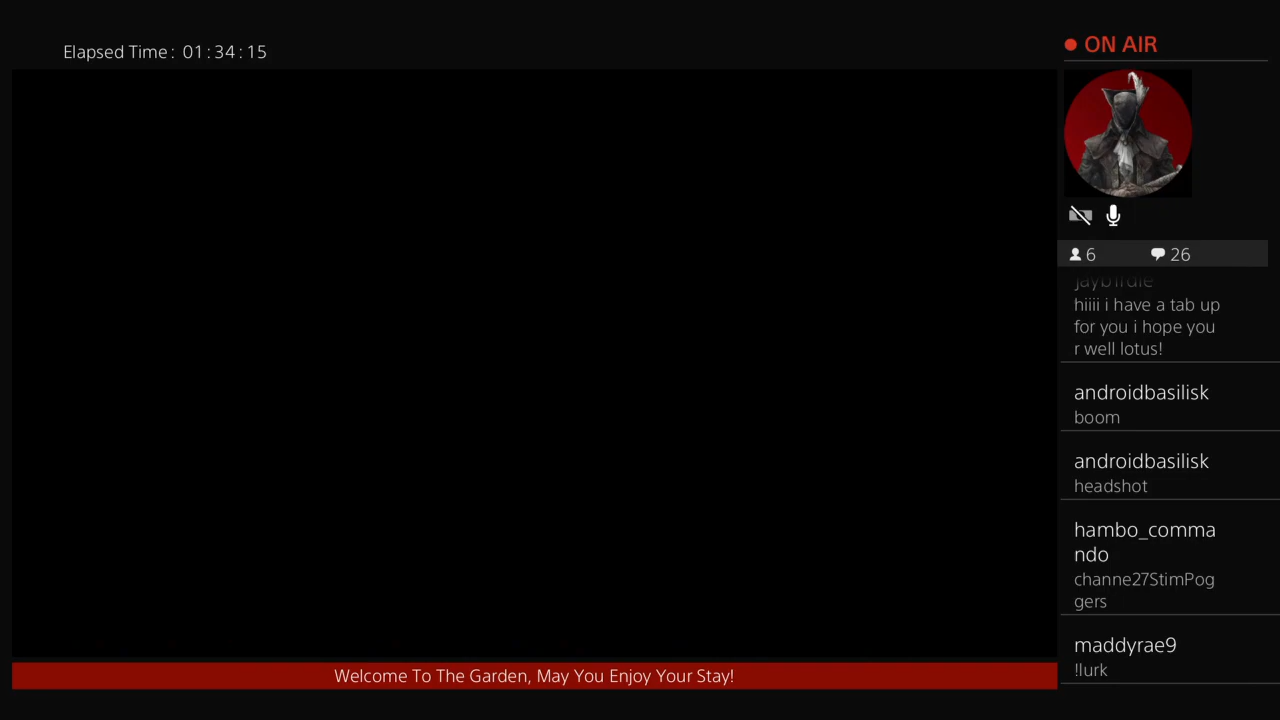 Elapsed Time: 01:34:15
ON AIR
6 26
jayb1rdie
hiiii i have a tab up
for you i hope you
r well lotus!
androidbasilisk
boom
androidbasilisk
headshot
hambo_comma
ndo
channe27StimPog
gers
maddyrae9
!lurk
Welcome To The Garden, May You Enjoy Your Stay!